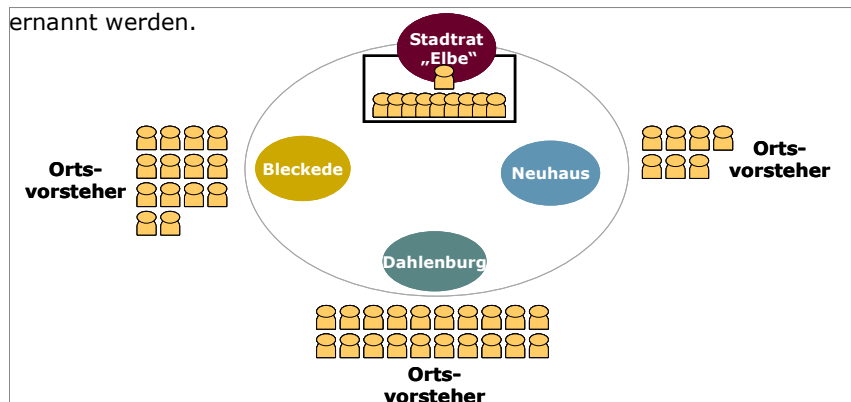 ernannt werden.
Stadtrat
„Elbe“
Orts-
vorsteher
Bleckede
Neuhaus
Orts-
vorsteher
Dahlenburg
Orts-
vorsteher